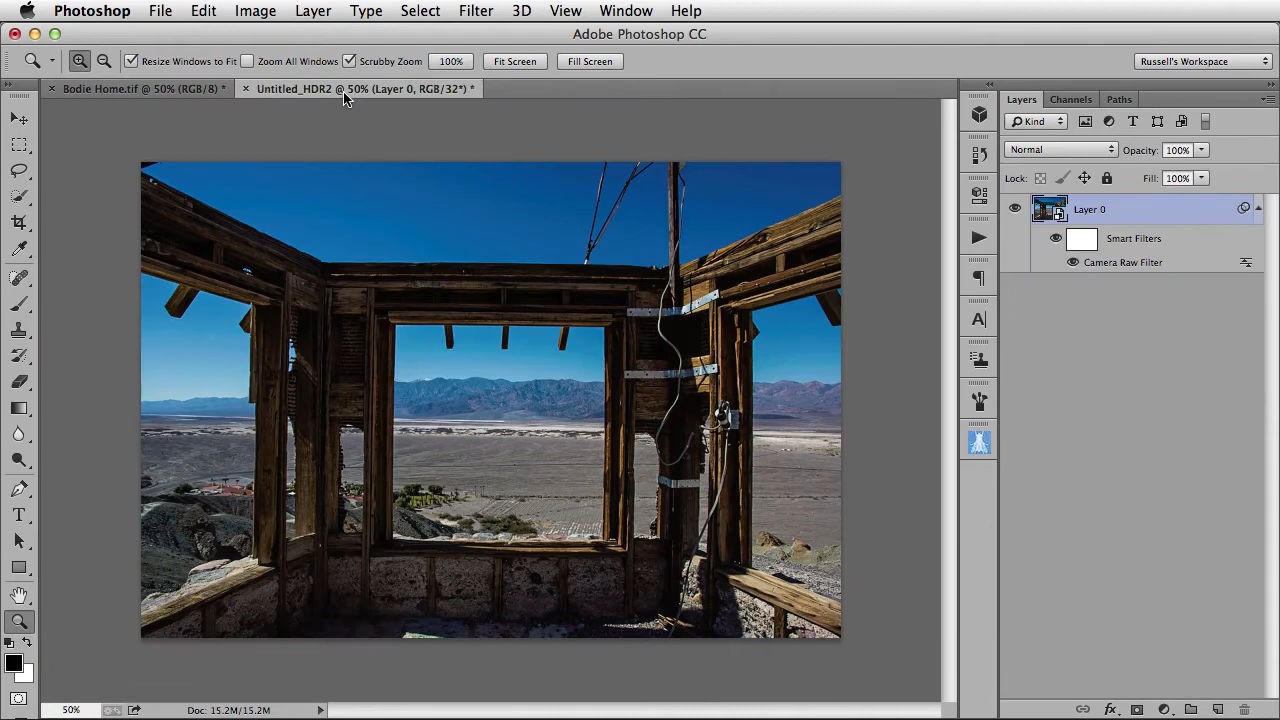 Photoshop File Edit Image Layer Type Select Filter 3D View Window Help
Adobe Photoshop CC
Resize Windows to Fit Zoom All Windows Scrubby Zoom 100% Fit Screen Fill Screen Russell's Workspace
Bodie Home.tif @ 50% (RGB/8) * Untitled_HDR2 @ 50% (Layer 0, RGB/32*) *
Layers Channels Paths
Kind
Normal Opacity: 100%
Lock: Fill: 100%
Layer 0
Smart Filters
Camera Raw Filter
50% Doc: 15.2M/15.2M